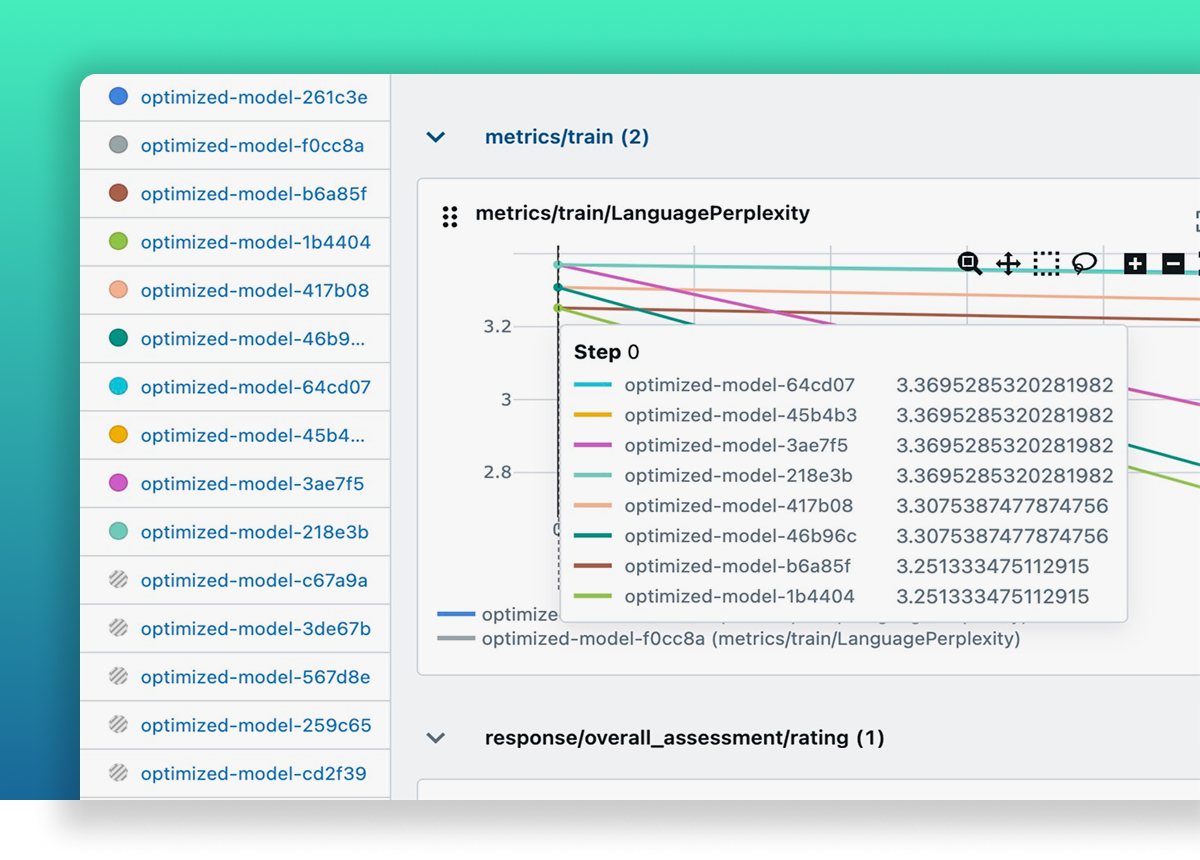 optimized-model-261c3e
optimized-model-f0cc8a
optimized-model-b6a85f
optimized-model-1b4404
optimized-model-417b08
optimized-model-46b9...
optimized-model-64cd07
optimized-model-45b4...
optimized-model-3ae7f5
optimized-model-218e3b
optimized-model-c67a9a
optimized-model-3de67b
optimized-model-567d8e
optimized-model-259c65
optimized-model-cd2f39
metrics/train (2)
metrics/train/LanguagePerplexity
3.2
3
2.8
Step 0
optimized-model-64cd07 3.3695285320281982
optimized-model-45b4b3 3.3695285320281982
optimized-model-3ae7f5 3.3695285320281982
optimized-model-218e3b 3.3695285320281982
optimized-model-417b08 3.3075387477874756
optimized-model-46b96c 3.3075387477874756
optimized-model-b6a85f 3.251333475112915
optimized-model-1b4404 3.251333475112915
optimize
optimized-model-f0cc8a (metrics/train/LanguagePerplexity)
response/overall_assessment/rating (1)